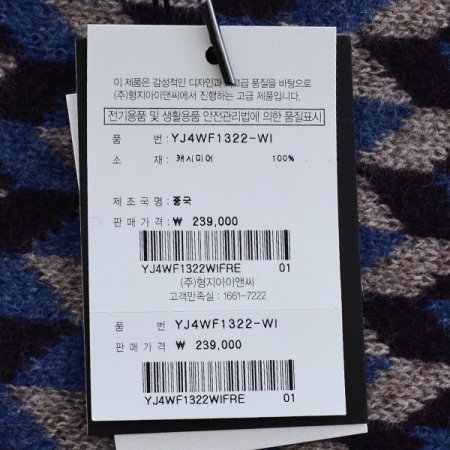 이 제품은 감성적인 디자인과 고급 품질을 바탕으로
(주)형지아이앤씨에서 진행하는 고급 제품입니다.
전기용품 및 생활용품 안전관리법에 의한 품질표시
품 번 : YJ4WF1322-WI
소 재 : 캐시미어 100%
제 조 국 명 : 중국
판 매 가 격 : ₩ 239,000
YJ4WF1322WIFRE 01
(주)형지아이앤씨
고객만족실 : 1661-7222
품 번 YJ4WF1322-WI
판 매 가 격 : ₩ 239,000
YJ4WF1322WIFRE 01